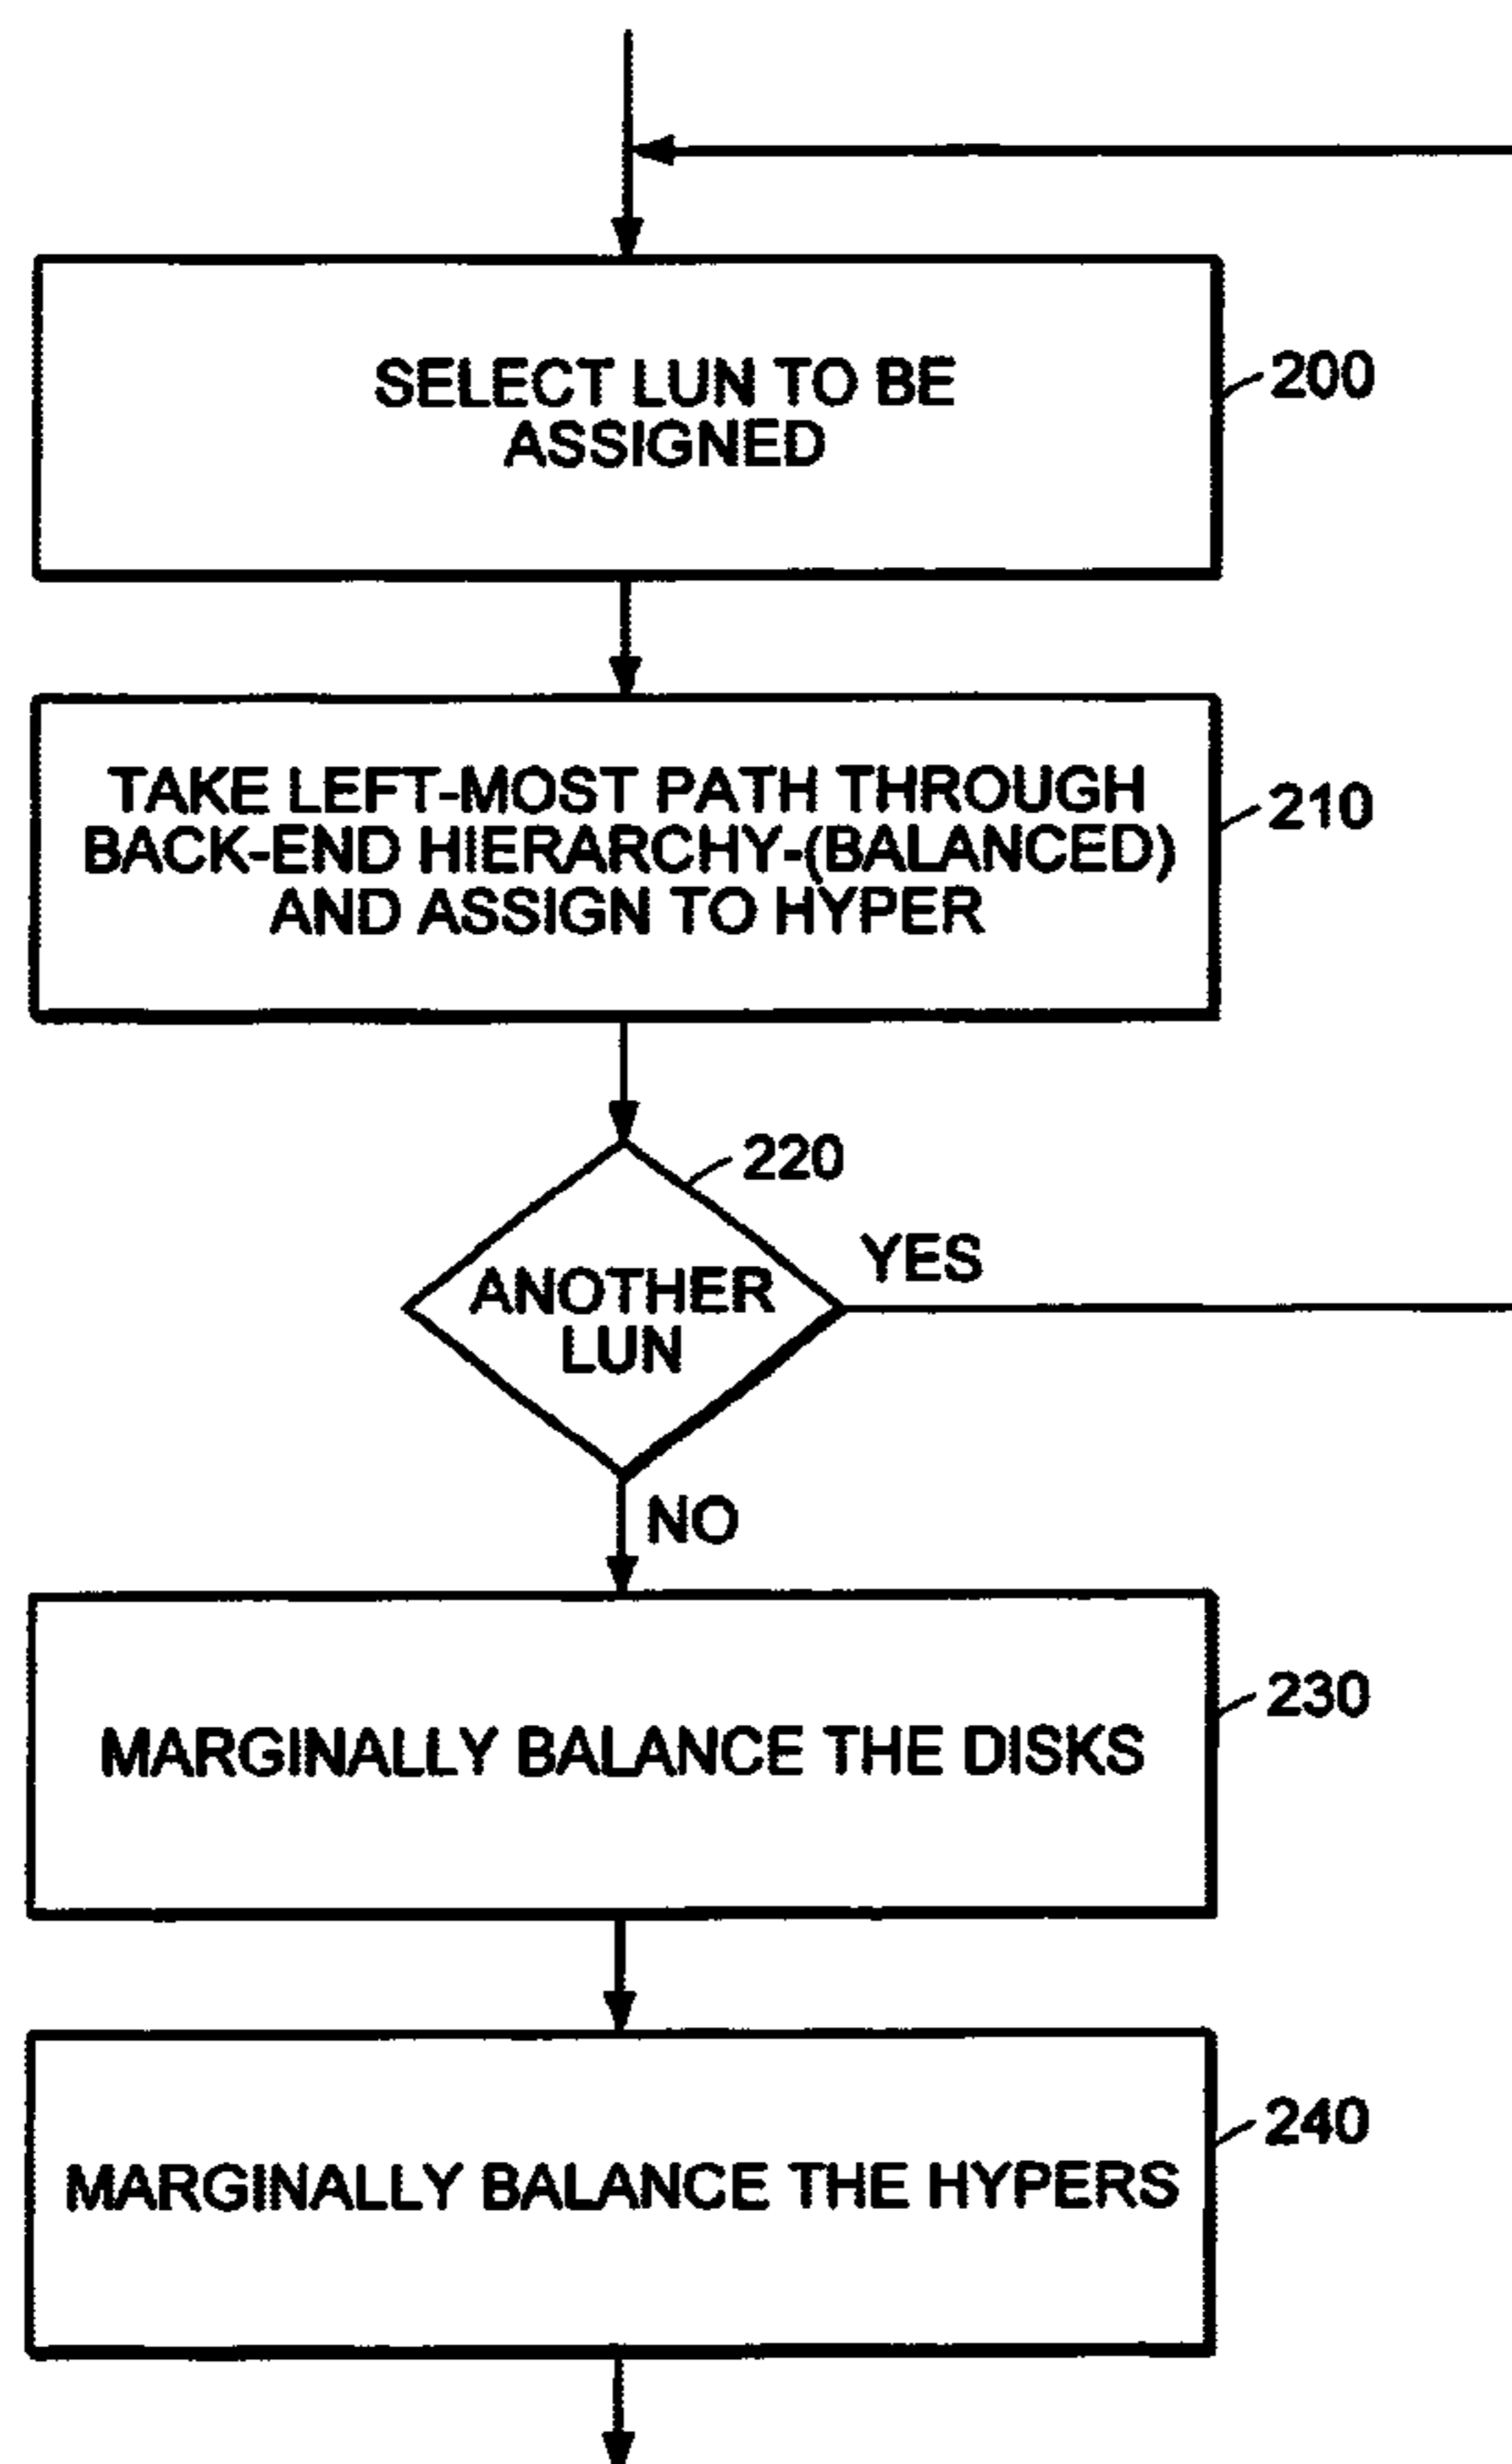 SELECT LUN TO BE
ASSIGNED
200
TAKE LEFT-MOST PATH THROUGH
BACK-END HIERARCHY-(BALANCED)
AND ASSIGN TO HYPER
210
220
ANOTHER
LUN
YES
NO
MARGINALLY BALANCE THE DISKS
230
MARGINALLY BALANCE THE HYPERS
240